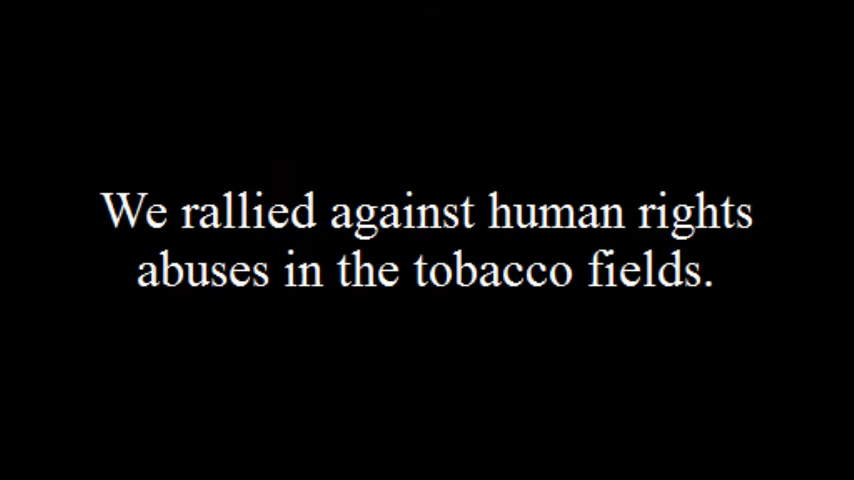 We rallied against human rights
abuses in the tobacco fields.